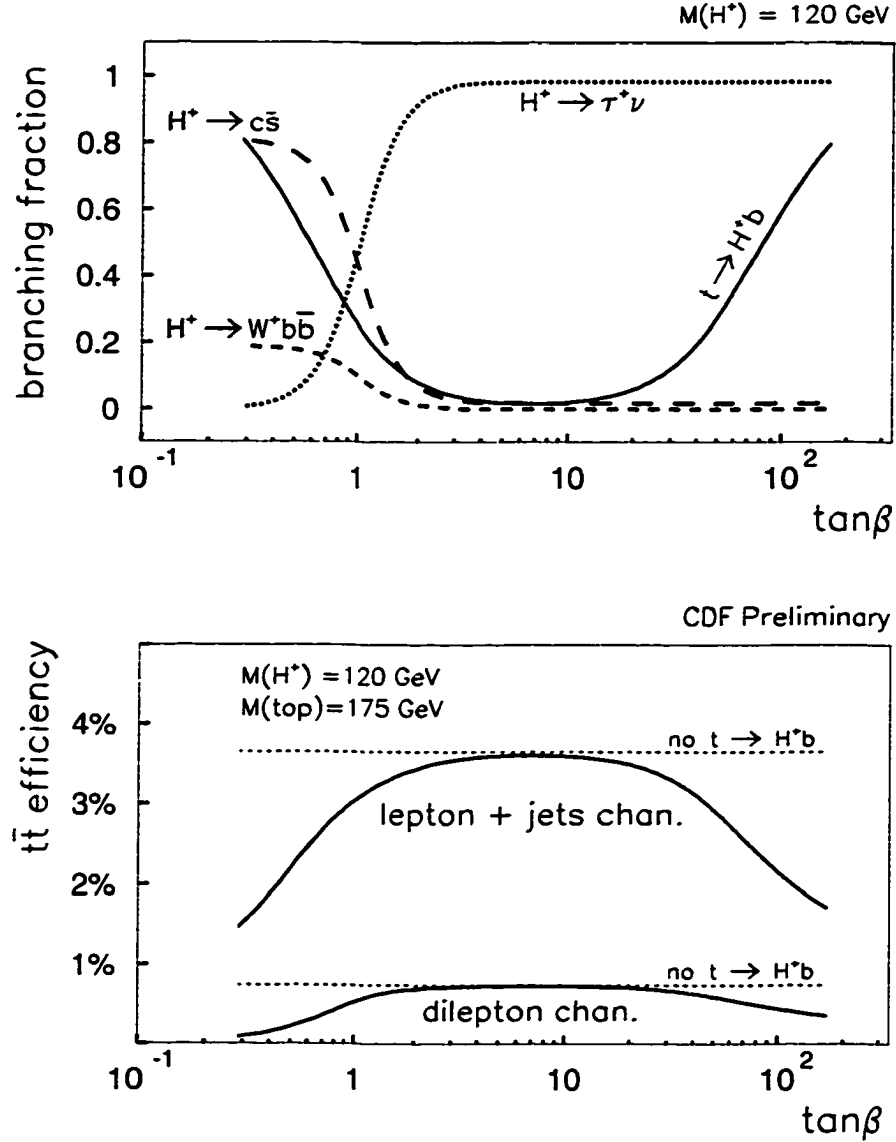 M(H⁺) = 120 GeV
branching fraction
1
0.8
0.6
0.4
0.2
0
H⁺ → cs̄
H⁺ → τ⁺ν
H⁺ → W⁺bb̄
t → H⁺b
10⁻¹
1
10
10²
tanβ
CDF Preliminary
tt̄ efficiency
4%
3%
2%
1%
M(H⁺) = 120 GeV
M(top)=175 GeV
no t → H⁺b
lepton + jets chan.
no t → H⁺b
dilepton chan.
10⁻¹
1
10
10²
tanβ